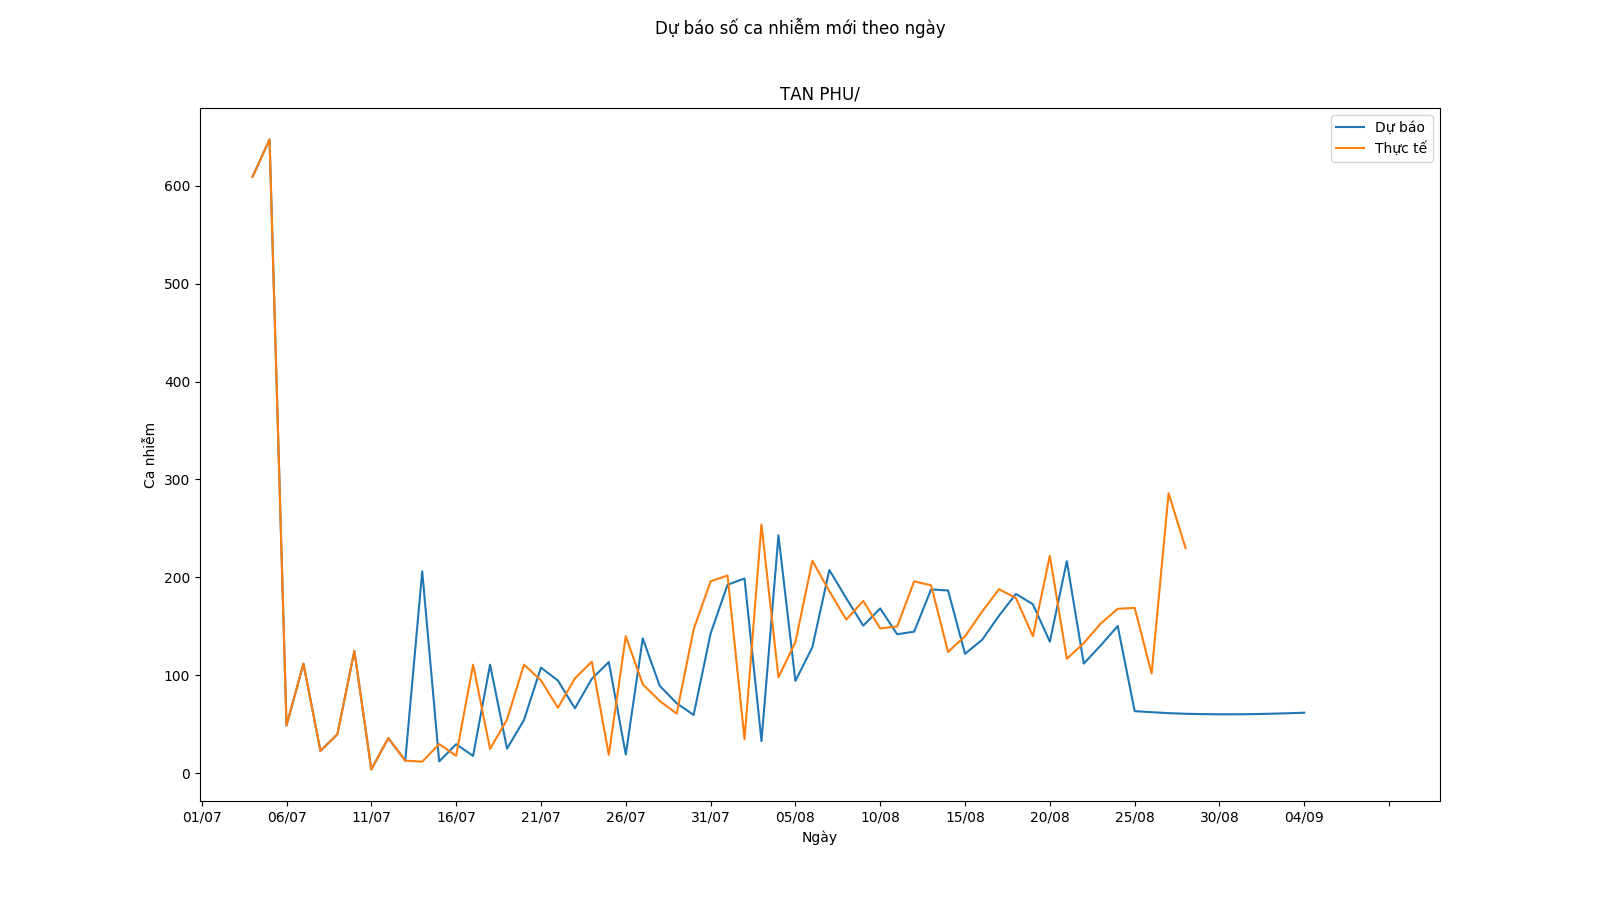 Dự báo số ca nhiễm mới theo ngày
TAN PHU/
Dự báo
Thực tế
600
500
400
300
200
100
0
Ca nhiễm
01/07 06/07 11/07 16/07 21/07 26/07 31/07 05/08 10/08 15/08 20/08 25/08 30/08 04/09
Ngày